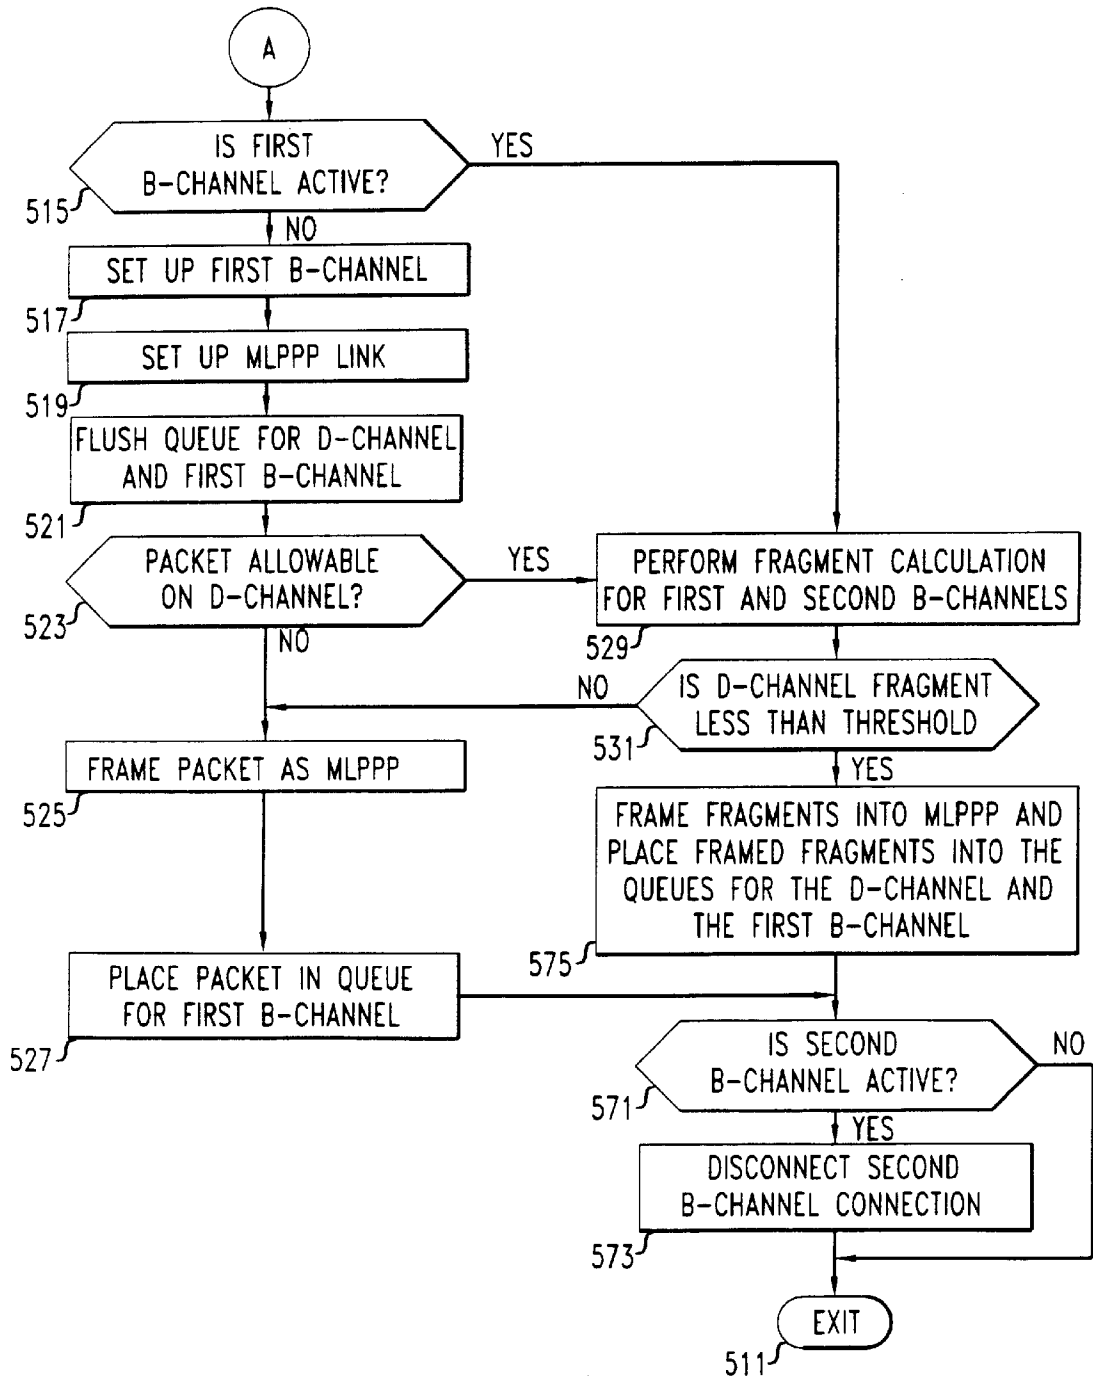 A
IS FIRST
B-CHANNEL ACTIVE?
YES
515
NO
SET UP FIRST B-CHANNEL
517
SET UP MLPPP LINK
519
FLUSH QUEUE FOR D-CHANNEL
AND FIRST B-CHANNEL
521
PACKET ALLOWABLE
ON D-CHANNEL?
YES
523
NO
PERFORM FRAGMENT CALCULATION
FOR FIRST AND SECOND B-CHANNELS
529
IS D-CHANNEL FRAGMENT
LESS THAN THRESHOLD
NO
531
YES
FRAME PACKET AS MLPPP
525
FRAME FRAGMENTS INTO MLPPP AND
PLACE FRAMED FRAGMENTS INTO THE
QUEUES FOR THE D-CHANNEL AND
THE FIRST B-CHANNEL
575
PLACE PACKET IN QUEUE
FOR FIRST B-CHANNEL
527
IS SECOND
B-CHANNEL ACTIVE?
NO
571
YES
DISCONNECT SECOND
B-CHANNEL CONNECTION
573
EXIT
511